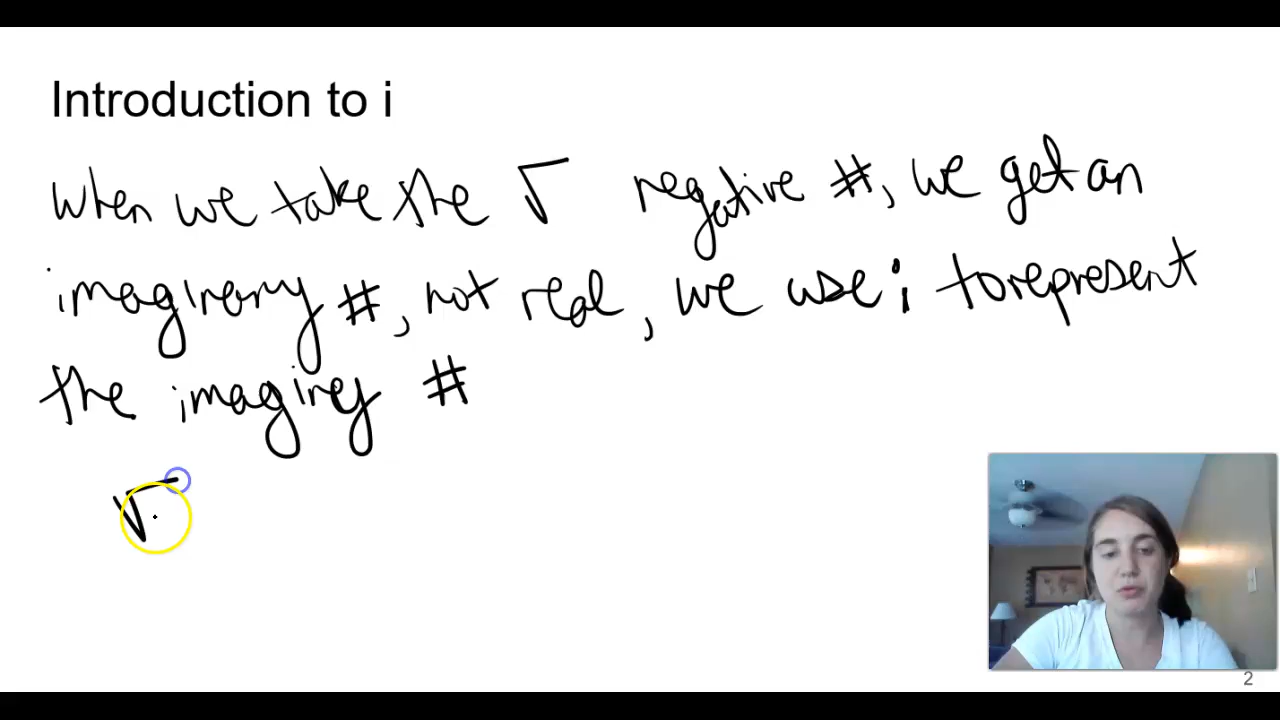 Introduction to i
when we take the √ negative #, we get an
imaginary #, not real, we use i to represent
the imaginey #
√
2